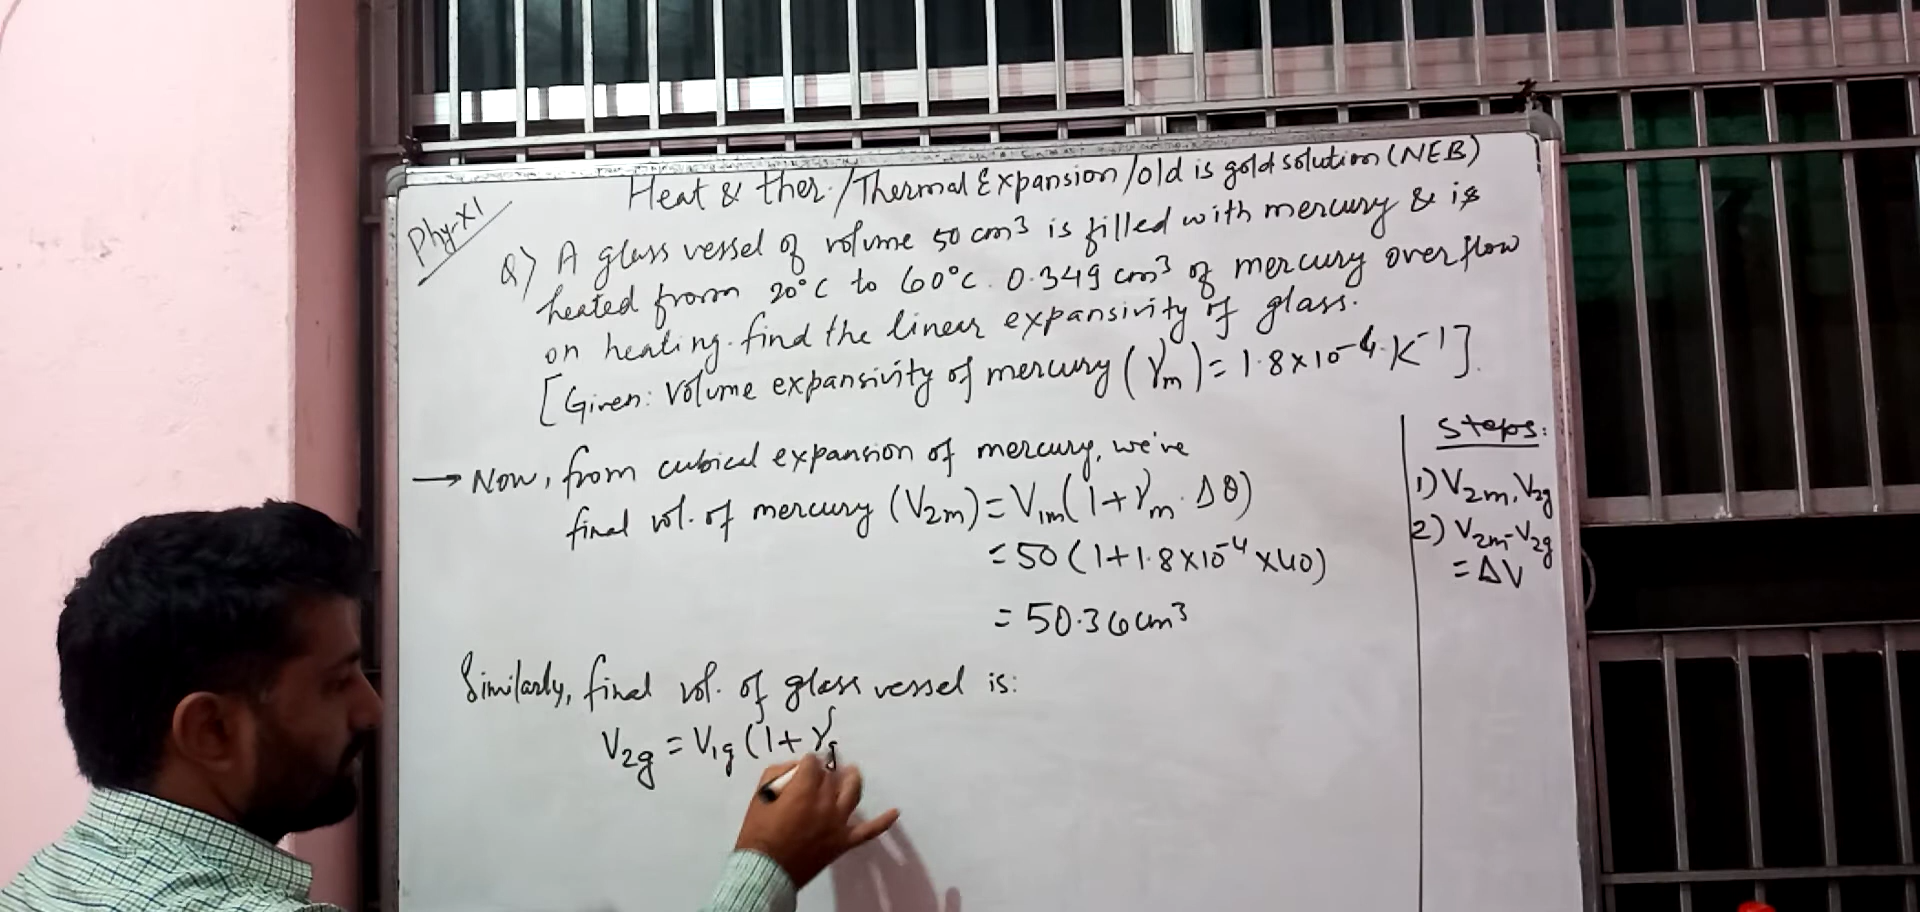 Phy-XI
Heat & ther./Thermal Expansion/old is gold solution (NEB)
Q) A glass vessel of volume 50 cm³ is filled with mercury & is
heated from 20°C to 60°C. 0.349 cm³ of mercury overflow
on heating. find the linear expansivity of glass.
[Given: Volume expansivity of mercury (γm) = 1.8×10⁻⁴ K⁻¹].
→ Now, from cubical expansion of mercury, we've
final vol. of mercury (V2m) = V1m(1+γm.Δθ)
= 50(1+1.8×10⁻⁴×40)
= 50.36cm³
Similarly, final vol. of glass vessel is:
V2g = V1g (1+γg
Steps:
1) V2m, V2g
2) V2m-V2g
= ΔV